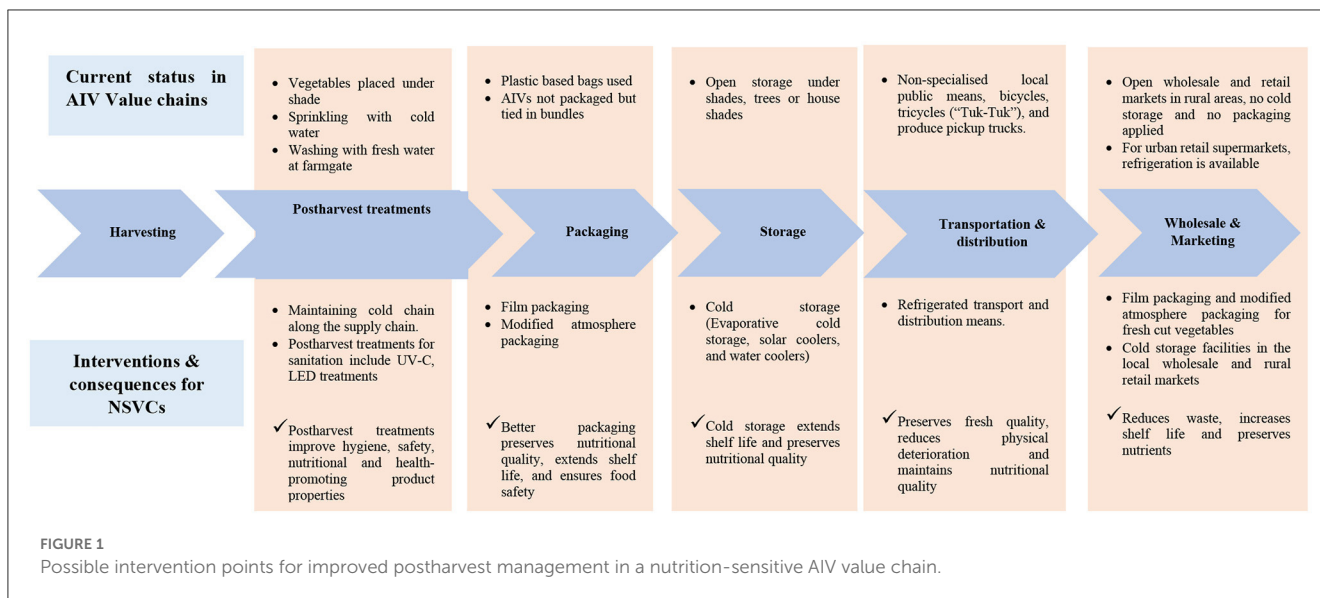 Current status in
AIV Value chains
• Vegetables placed under
shade
• Sprinkling with cold
water
• Washing with fresh water
at farmgate
• Plastic based bags used
• AIVs not packaged but
tied in bundles
• Open storage under
shades, trees or house
shades
• Non-specialised local
public means, bicycles,
tricycles (“Tuk-Tuk”), and
produce pickup trucks.
• Open wholesale and retail
markets in rural areas, no cold
storage and no packaging
applied
• For urban retail supermarkets,
refrigeration is available
Harvesting
Postharvest treatments
Packaging
Storage
Transportation &
distribution
Wholesale &
Marketing
Interventions &
consequences for
NSVCs
• Maintaining cold chain
along the supply chain.
• Postharvest treatments for
sanitation include UV-C,
LED treatments
✓Postharvest treatments
improve hygiene, safety,
nutritional and health-
promoting product
properties
• Film packaging
• Modified atmosphere
packaging
✓Better packaging
preserves nutritional
quality, extends shelf
life, and ensures food
safety
• Cold storage
(Evaporative cold
storage, solar coolers,
and water coolers)
✓Cold storage extends
shelf life and preserves
nutritional quality
• Refrigerated transport and
distribution means.
✓Preserves fresh quality,
reduces physical
deterioration and
maintains nutritional
quality
• Film packaging and modified
atmosphere packaging for
fresh cut vegetables
• Cold storage facilities in the
local wholesale and rural
retail markets
✓Reduces waste, increases
shelf life and preserves
nutrients
FIGURE 1
Possible intervention points for improved postharvest management in a nutrition-sensitive AIV value chain.